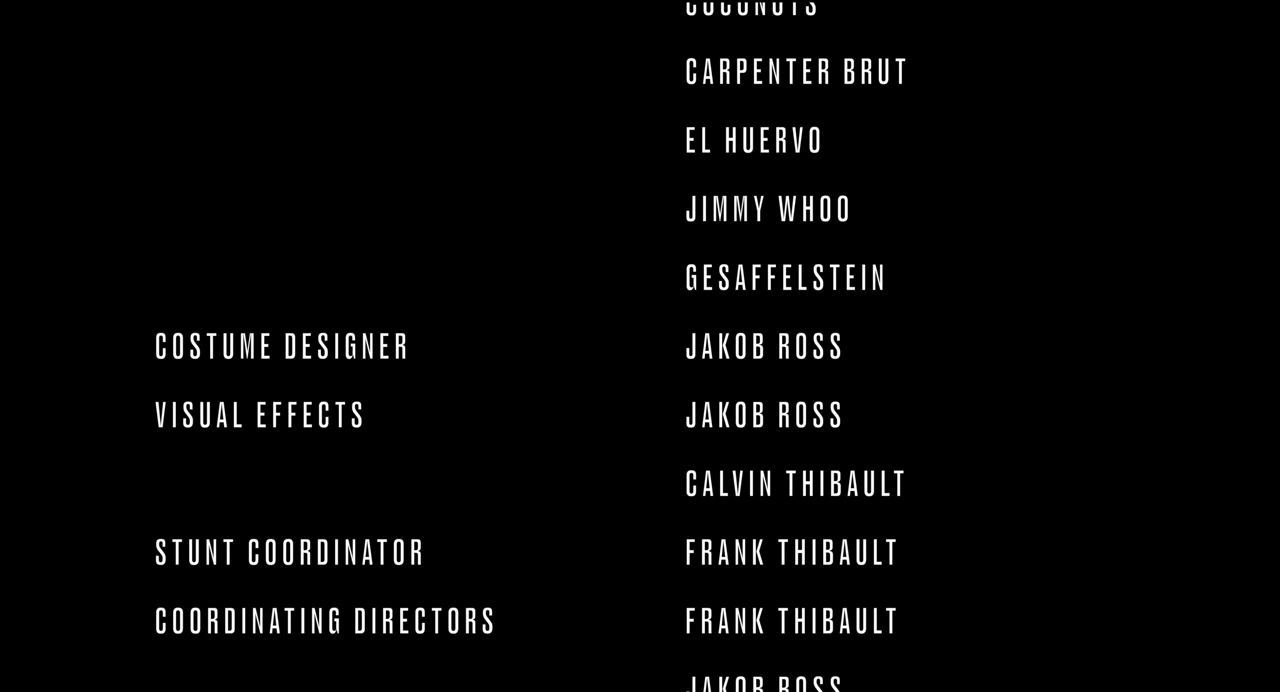 COCONUTS
CARPENTER BRUT
EL HUERVO
JIMMY WHOO
GESAFFELSTEIN
COSTUME DESIGNER JAKOB ROSS
VISUAL EFFECTS JAKOB ROSS
CALVIN THIBAULT
STUNT COORDINATOR FRANK THIBAULT
COORDINATING DIRECTORS FRANK THIBAULT
JAKOB ROSS